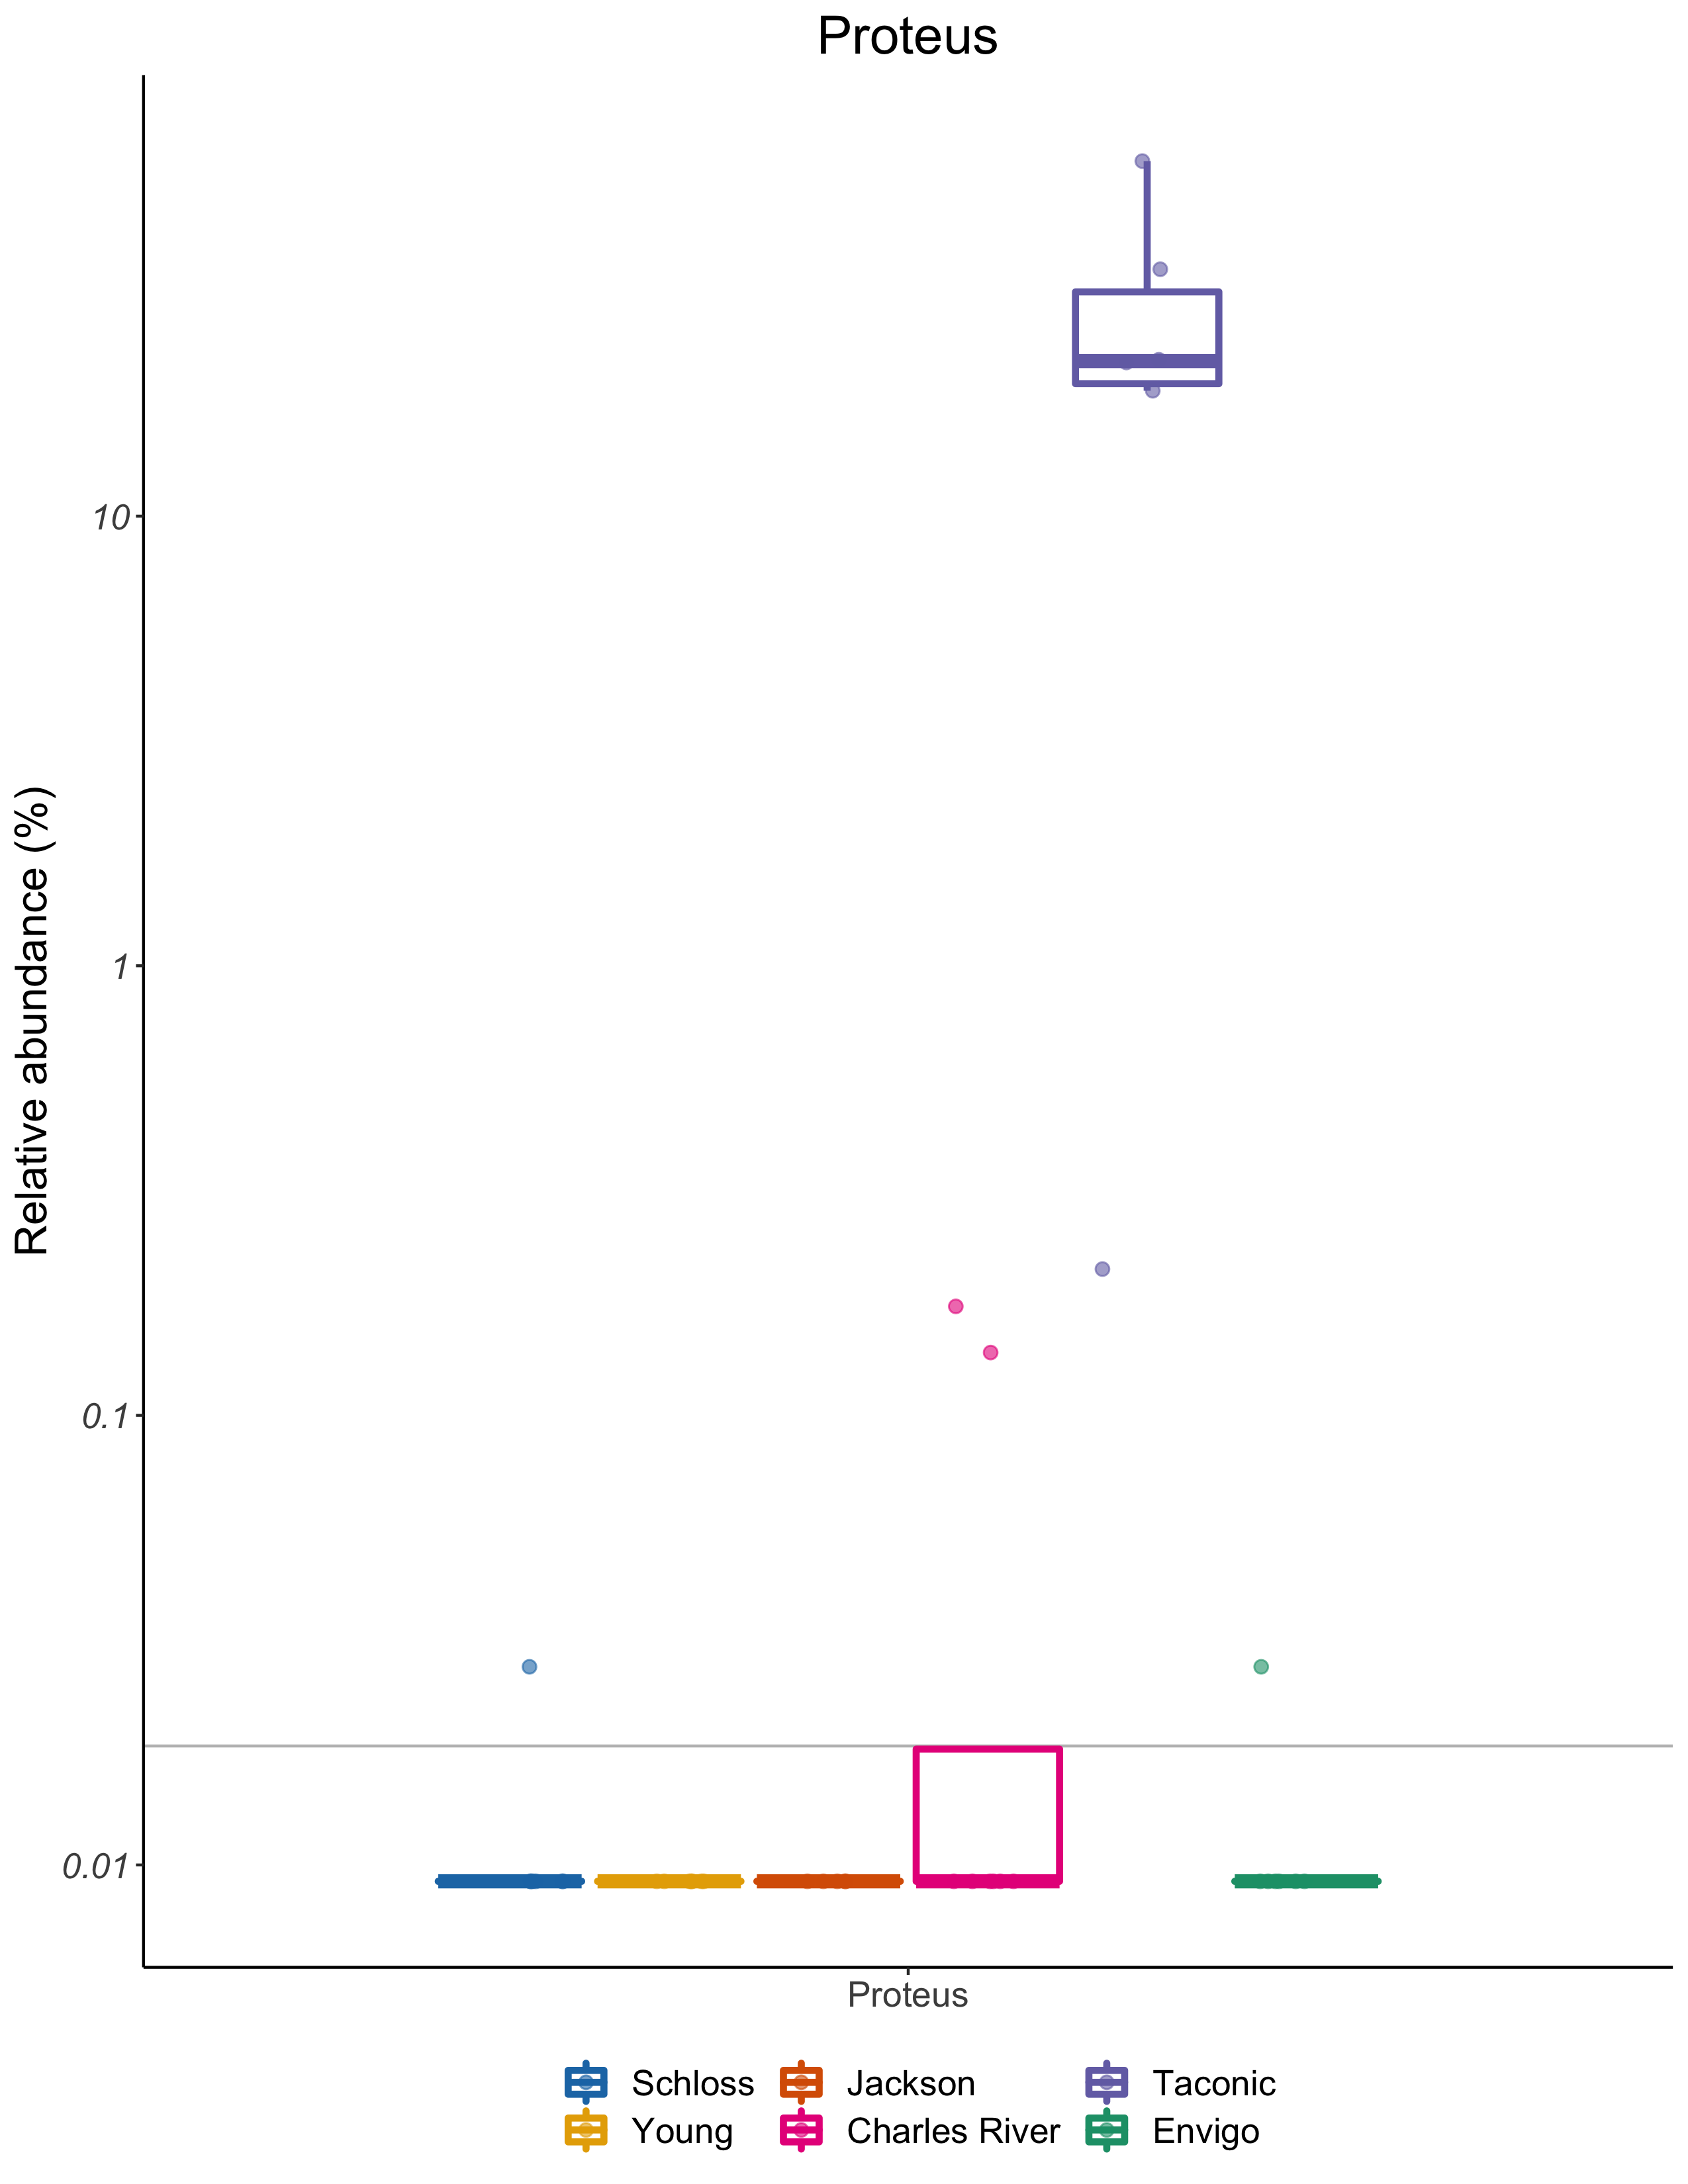 Proteus
Relative abundance (%)
10
1
0.1
0.01
Proteus
Schloss Jackson Taconic
Young Charles River Envigo